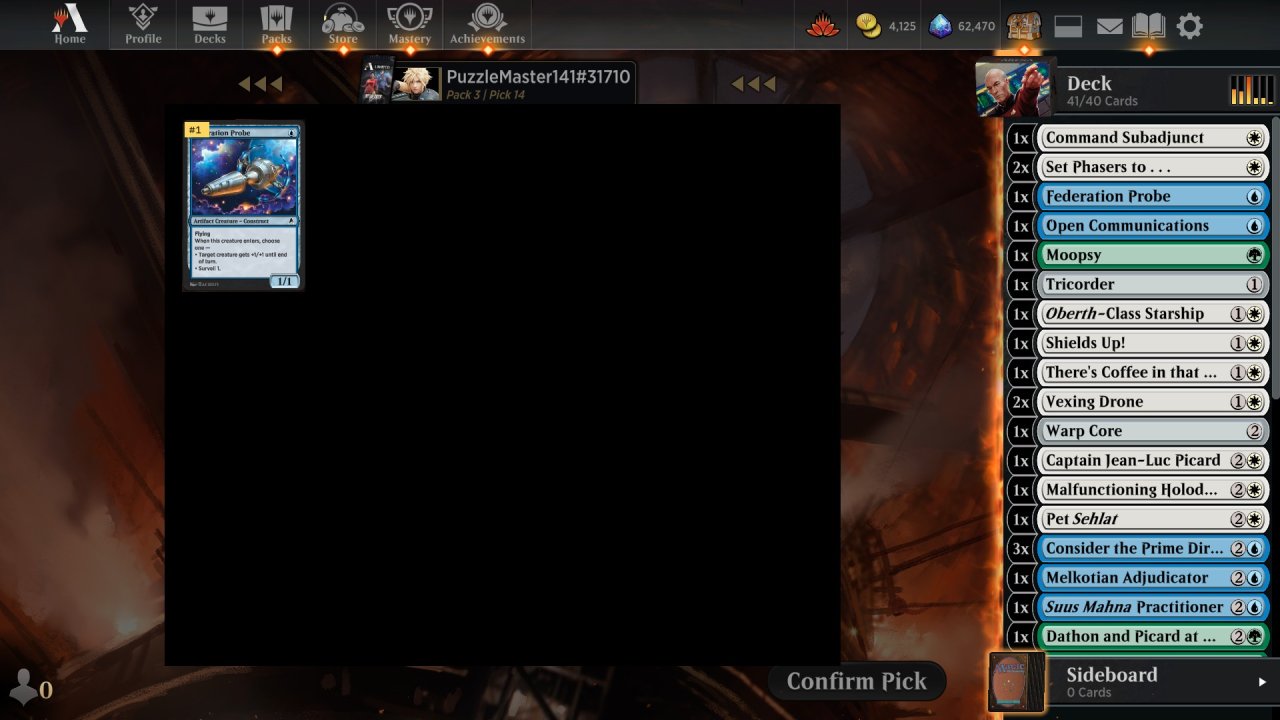 Home
Profile
Decks
Packs
Store
Mastery
Achievements
4,125
62,470
PuzzleMaster141#31710
Pack 3 | Pick 14
Deck
41/40 Cards
#1
ration Probe
Artifact Creature – Construct
Flying
When this creature enters, choose
one —
• Target creature gets +1/+1 until end
of turn.
• Surveil 1.
1/1
1x Command Subadjunct
2x Set Phasers to . . .
1x Federation Probe
1x Open Communications
1x Moopsy
1x Tricorder 1
1x Oberth-Class Starship 1
1x Shields Up! 1
1x There's Coffee in that ... 1
2x Vexing Drone 1
1x Warp Core 2
1x Captain Jean-Luc Picard 2
1x Malfunctioning Holod... 2
1x Pet Sehlat 2
3x Consider the Prime Dir... 2
1x Melkotian Adjudicator 2
1x Suus Mahna Practitioner 2
1x Dathon and Picard at ... 2
0
Confirm Pick
Sideboard
0 Cards